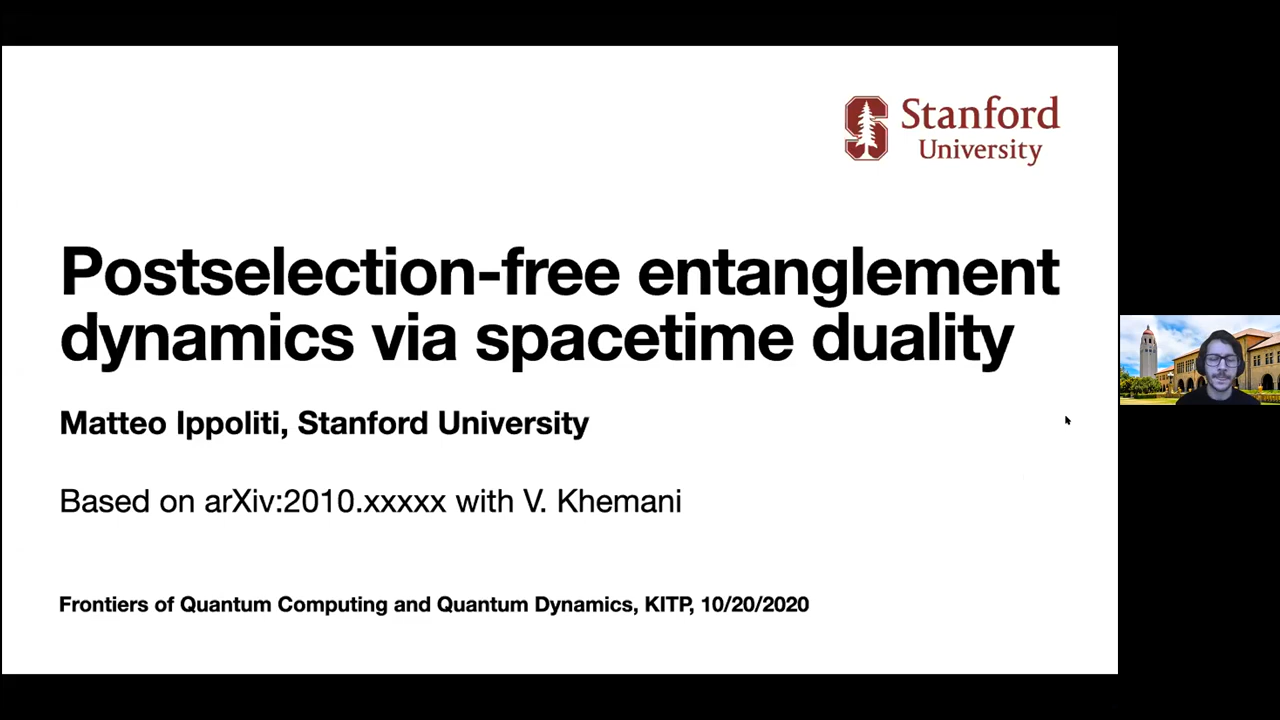 Stanford
University
Postselection-free entanglement
dynamics via spacetime duality
Matteo Ippoliti, Stanford University
Based on arXiv:2010.xxxxx with V. Khemani
Frontiers of Quantum Computing and Quantum Dynamics, KITP, 10/20/2020